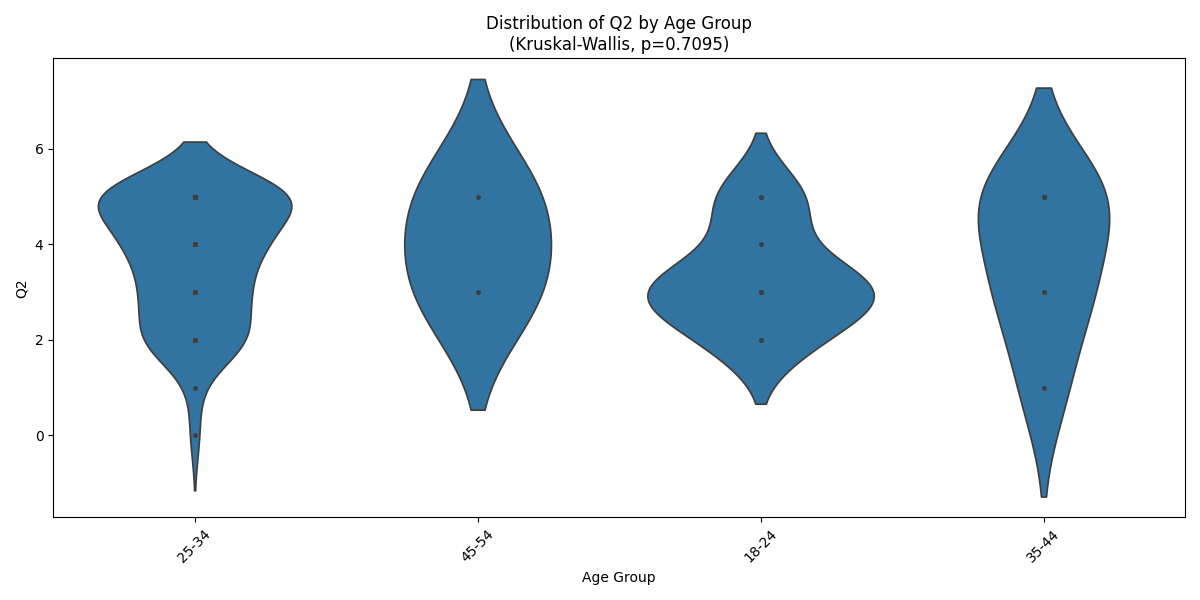 Distribution of Q2 by Age Group
(Kruskal-Wallis, p=0.7095)
Q2
6
4
2
0
25-34
45-54
18-24
35-44
Age Group